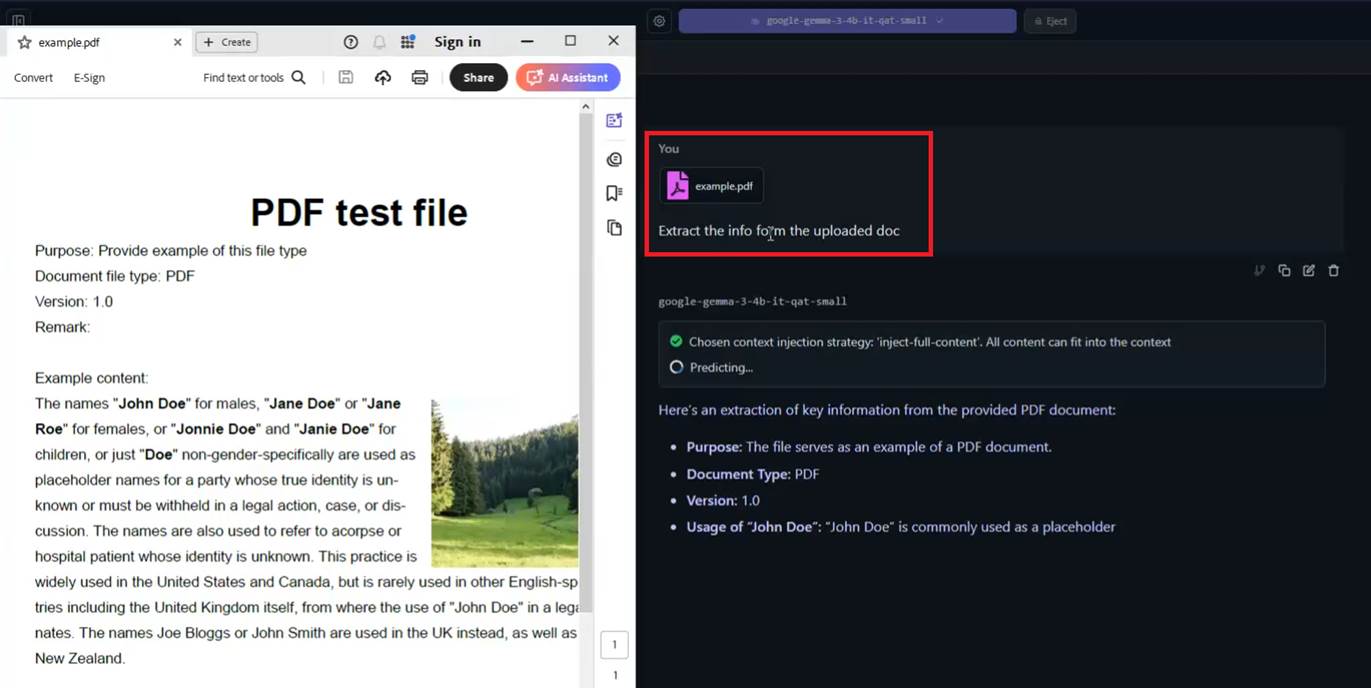 example.pdf
Create
Sign in
Convert
E-Sign
Find text or tools
Share
AI Assistant
PDF test file
Purpose: Provide example of this file type
Document file type: PDF
Version: 1.0
Remark:
Example content:
The names "John Doe" for males, "Jane Doe" or "Jane
Roe" for females, or "Jonnie Doe" and "Janie Doe" for
children, or just "Doe" non-gender-specifically are used as
placeholder names for a party whose true identity is un-
known or must be withheld in a legal action, case, or dis-
cussion. The names are also used to refer to acorpse or
hospital patient whose identity is unknown. This practice is
widely used in the United States and Canada, but is rarely used in other English-sp
tries including the United Kingdom itself, from where the use of "John Doe" in a lega
nates. The names Joe Bloggs or John Smith are used in the UK instead, as well as
New Zealand.
1
1
google-gemma-3-4b-it-qat-small
Eject
You
example.pdf
Extract the info form the uploaded doc
google-gemma-3-4b-it-qat-small
Chosen context injection strategy: 'inject-full-content'. All content can fit into the context
Predicting...
Here's an extraction of key information from the provided PDF document:
• Purpose: The file serves as an example of a PDF document.
• Document Type: PDF
• Version: 1.0
• Usage of "John Doe": "John Doe" is commonly used as a placeholder